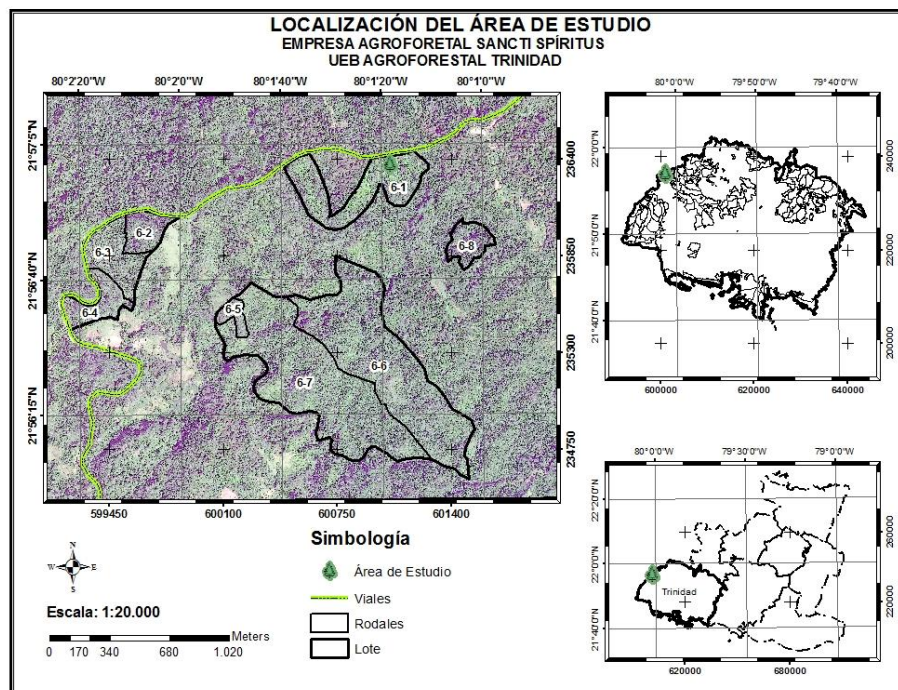 LOCALIZACIÓN DEL ÁREA DE ESTUDIO
EMPRESA AGROFORETAL SANCTI SPÍRITUS
UEB AGROFORESTAL TRINIDAD
80°2'20"W 80°2'0"W 80°1'40"W 80°1'20"W 80°1'0"W
21°57'5"N
21°56'40"N
21°56'15"N
236400
235850
235300
234750
599450 600100 600750 601400
6-1
6-2
6-3
6-4
6-5
6-6
6-7
6-8
80°0'0"W 79°50'0"W 79°40'0"W
22°0'0"N
21°50'0"N
21°40'0"N
240000
220000
200000
600000 620000 640000
80°0'0"W 79°30'0"W 79°0'0"W
22°20'0"N
22°0'0"N
21°40'0"N
260000
220000
Trinidad
620000 680000
N
W E
S
Escala: 1:20.000
Meters
0 170 340 680 1.020
Simbología
Área de Estudio
Viales
Rodales
Lote